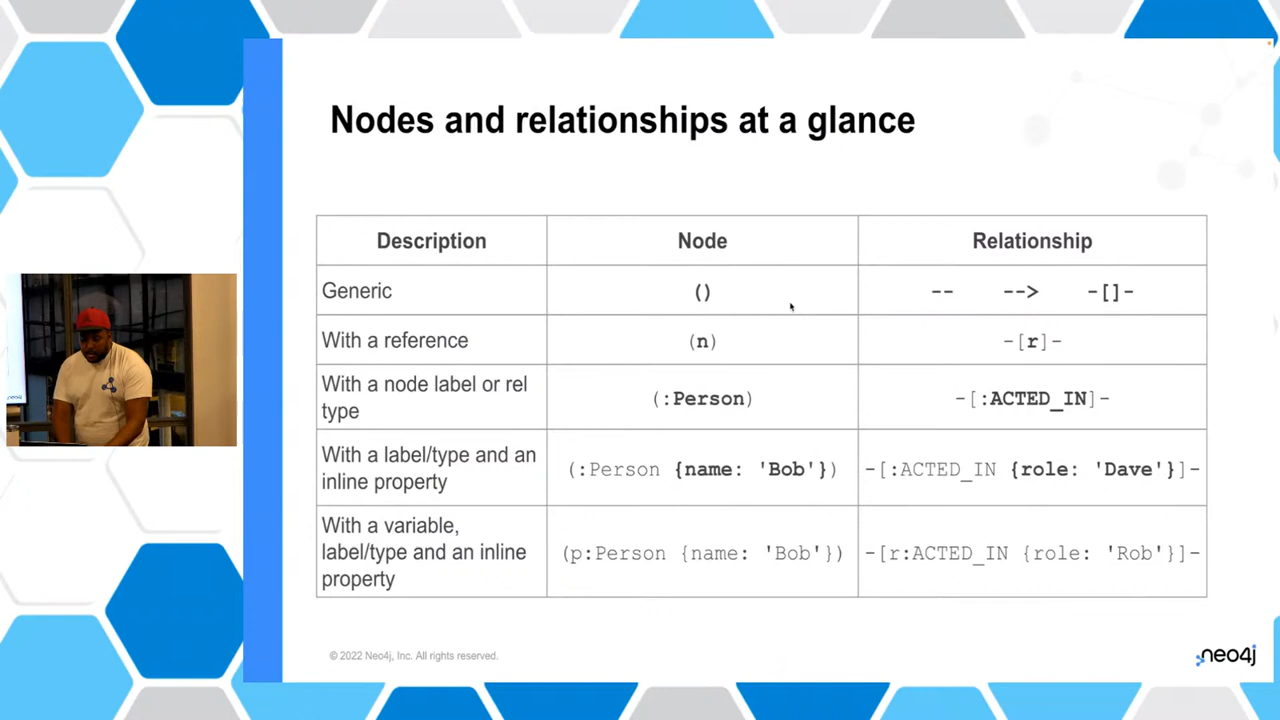 Nodes and relationships at a glance
Description Node Relationship
Generic () -- --> -[]-
With a reference (n) -[r]-
With a node label or rel
type
(:Person) -[:ACTED_IN]-
With a label/type and an
inline property
(:Person {name: 'Bob'}) -[:ACTED_IN {role: 'Dave'}]-
With a variable,
label/type and an inline
property
(p:Person {name: 'Bob'}) -[r:ACTED_IN {role: 'Rob'}]-
© 2022 Neo4j, Inc. All rights reserved.
neo4j